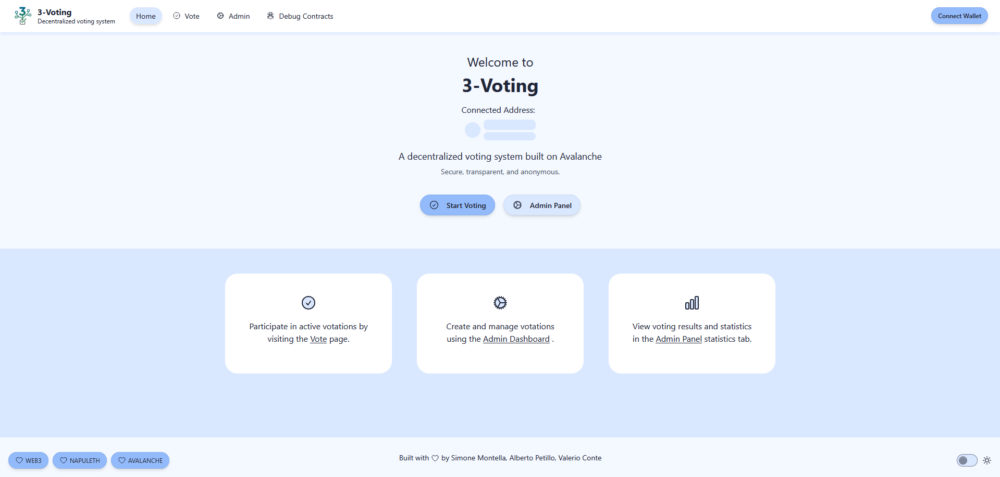 3-Voting
Decentralized voting system
Home
Vote
Admin
Debug Contracts
Connect Wallet
Welcome to
3-Voting
Connected Address:
A decentralized voting system built on Avalanche
Secure, transparent, and anonymous.
Start Voting
Admin Panel
Participate in active votations by
visiting the Vote page.
Create and manage votations
using the Admin Dashboard .
View voting results and statistics
in the Admin Panel statistics tab.
WEB3
NAPULETH
AVALANCHE
Built with ♡ by Simone Montella, Alberto Petillo, Valerio Conte